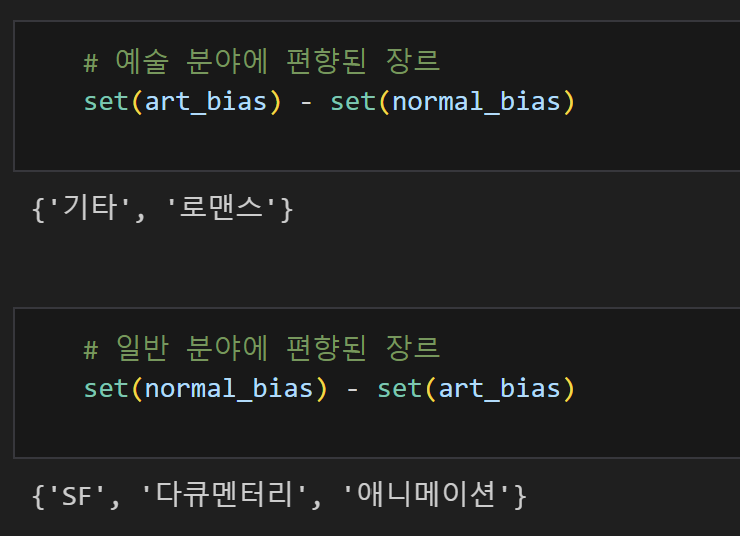 # 예술 분야에 편향된 장르
set(art_bias) - set(normal_bias)
{'기타', '로맨스'}
# 일반 분야에 편향된 장르
set(normal_bias) - set(art_bias)
{'SF', '다큐멘터리', '애니메이션'}